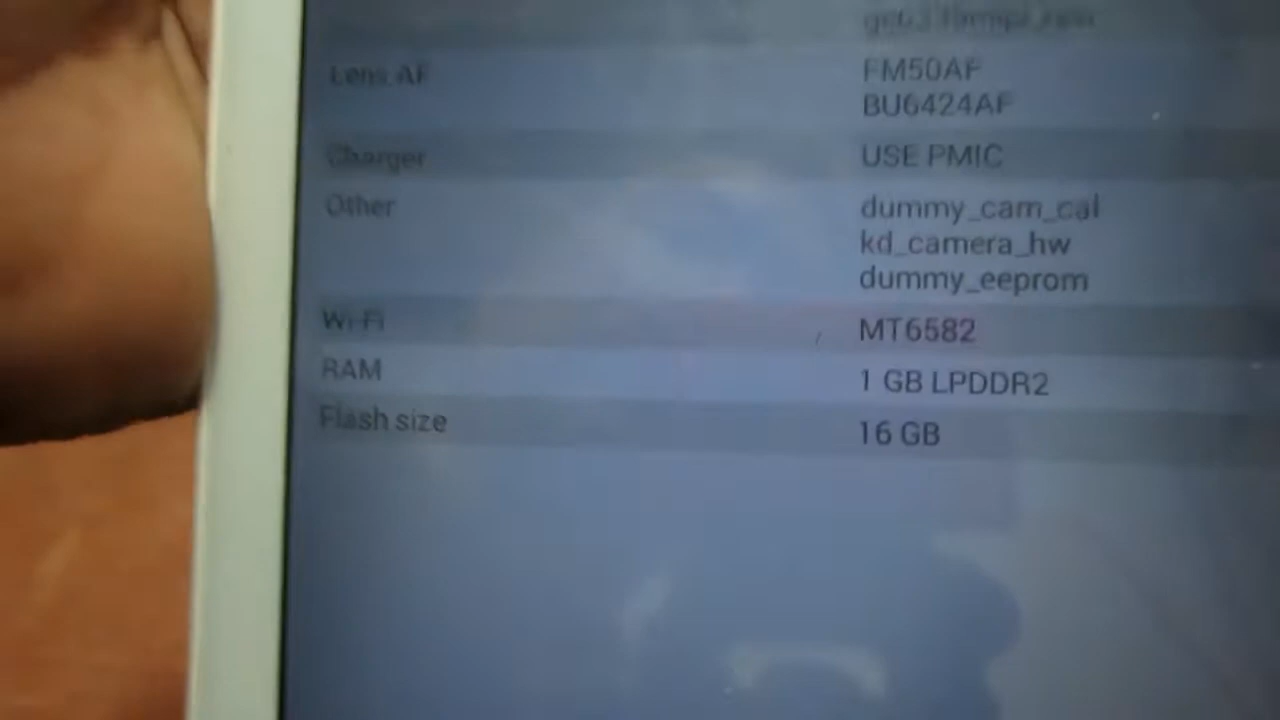 Lens AF
FM50AF
BU6424AF
Charger
USE PMIC
Other
dummy_cam_cal
kd_camera_hw
dummy_eeprom
Wi-Fi
MT6582
RAM
1 GB LPDDR2
Flash size
16 GB